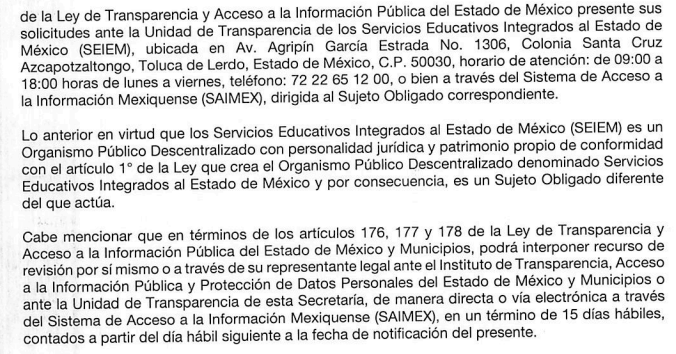 de la Ley de Transparencia y Acceso a la Información Pública del Estado de México presente sus
solicitudes ante la Unidad de Transparencia de los Servicios Educativos Integrados al Estado de
México (SEIEM), ubicada en Av. Agripín García Estrada No. 1306, Colonia Santa Cruz
Azcapotzaltongo, Toluca de Lerdo, Estado de México, C.P. 50030, horario de atención: de 09:00 a
18:00 horas de lunes a viernes, teléfono: 72 22 65 12 00, o bien a través del Sistema de Acceso a
la Información Mexiquense (SAIMEX), dirigida al Sujeto Obligado correspondiente.
Lo anterior en virtud que los Servicios Educativos Integrados al Estado de México (SEIEM) es un
Organismo Público Descentralizado con personalidad jurídica y patrimonio propio de conformidad
con el artículo 1° de la Ley que crea el Organismo Público Descentralizado denominado Servicios
Educativos Integrados al Estado de México y por consecuencia, es un Sujeto Obligado diferente
del que actúa.
Cabe mencionar que en términos de los artículos 176, 177 y 178 de la Ley de Transparencia y
Acceso a la Información Pública del Estado de México y Municipios, podrá interponer recurso de
revisión por sí mismo o a través de su representante legal ante el Instituto de Transparencia, Acceso
a la Información Pública y Protección de Datos Personales del Estado de México y Municipios o
ante la Unidad de Transparencia de esta Secretaría, de manera directa o vía electrónica a través
del Sistema de Acceso a la Información Mexiquense (SAIMEX), en un término de 15 días hábiles,
contados a partir del día hábil siguiente a la fecha de notificación del presente.